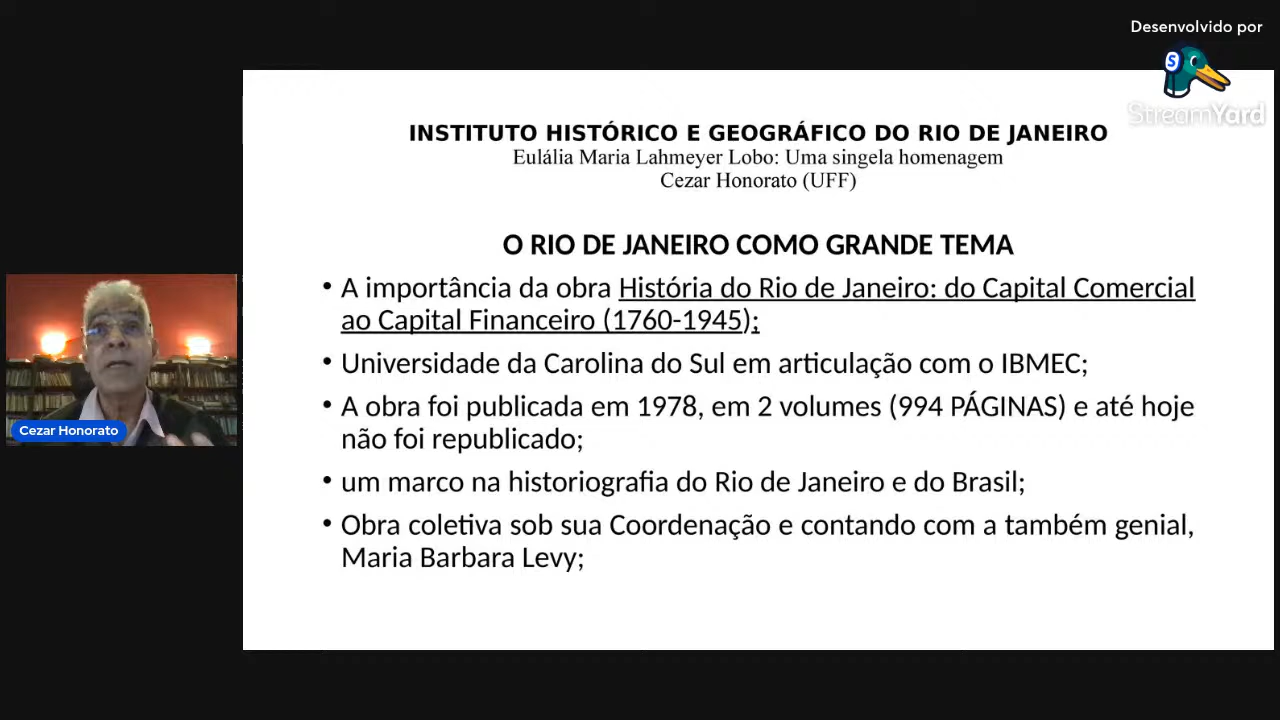 Desenvolvido por
StreamYard
INSTITUTO HISTÓRICO E GEOGRÁFICO DO RIO DE JANEIRO
Eulália Maria Lahmeyer Lobo: Uma singela homenagem
Cezar Honorato (UFF)
O RIO DE JANEIRO COMO GRANDE TEMA
• A importância da obra História do Rio de Janeiro: do Capital Comercial
ao Capital Financeiro (1760-1945);
• Universidade da Carolina do Sul em articulação com o IBMEC;
• A obra foi publicada em 1978, em 2 volumes (994 PÁGINAS) e até hoje
não foi republicado;
• um marco na historiografia do Rio de Janeiro e do Brasil;
• Obra coletiva sob sua Coordenação e contando com a também genial,
Maria Barbara Levy;
Cezar Honorato